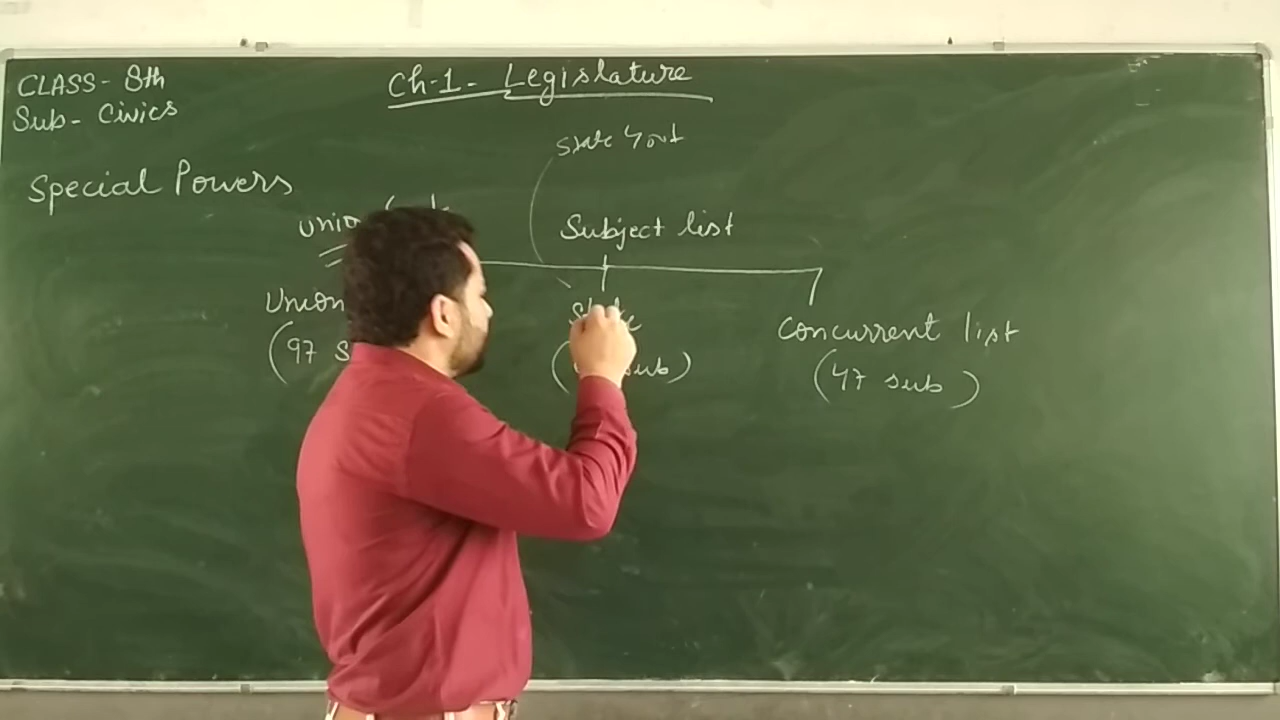 CLASS - 8th
Sub - Civics
Ch-1 - Legislature
State Govt
Special Powers
Subject list
Union
State
Concurrent list
(97 S
sub)
(47 sub)